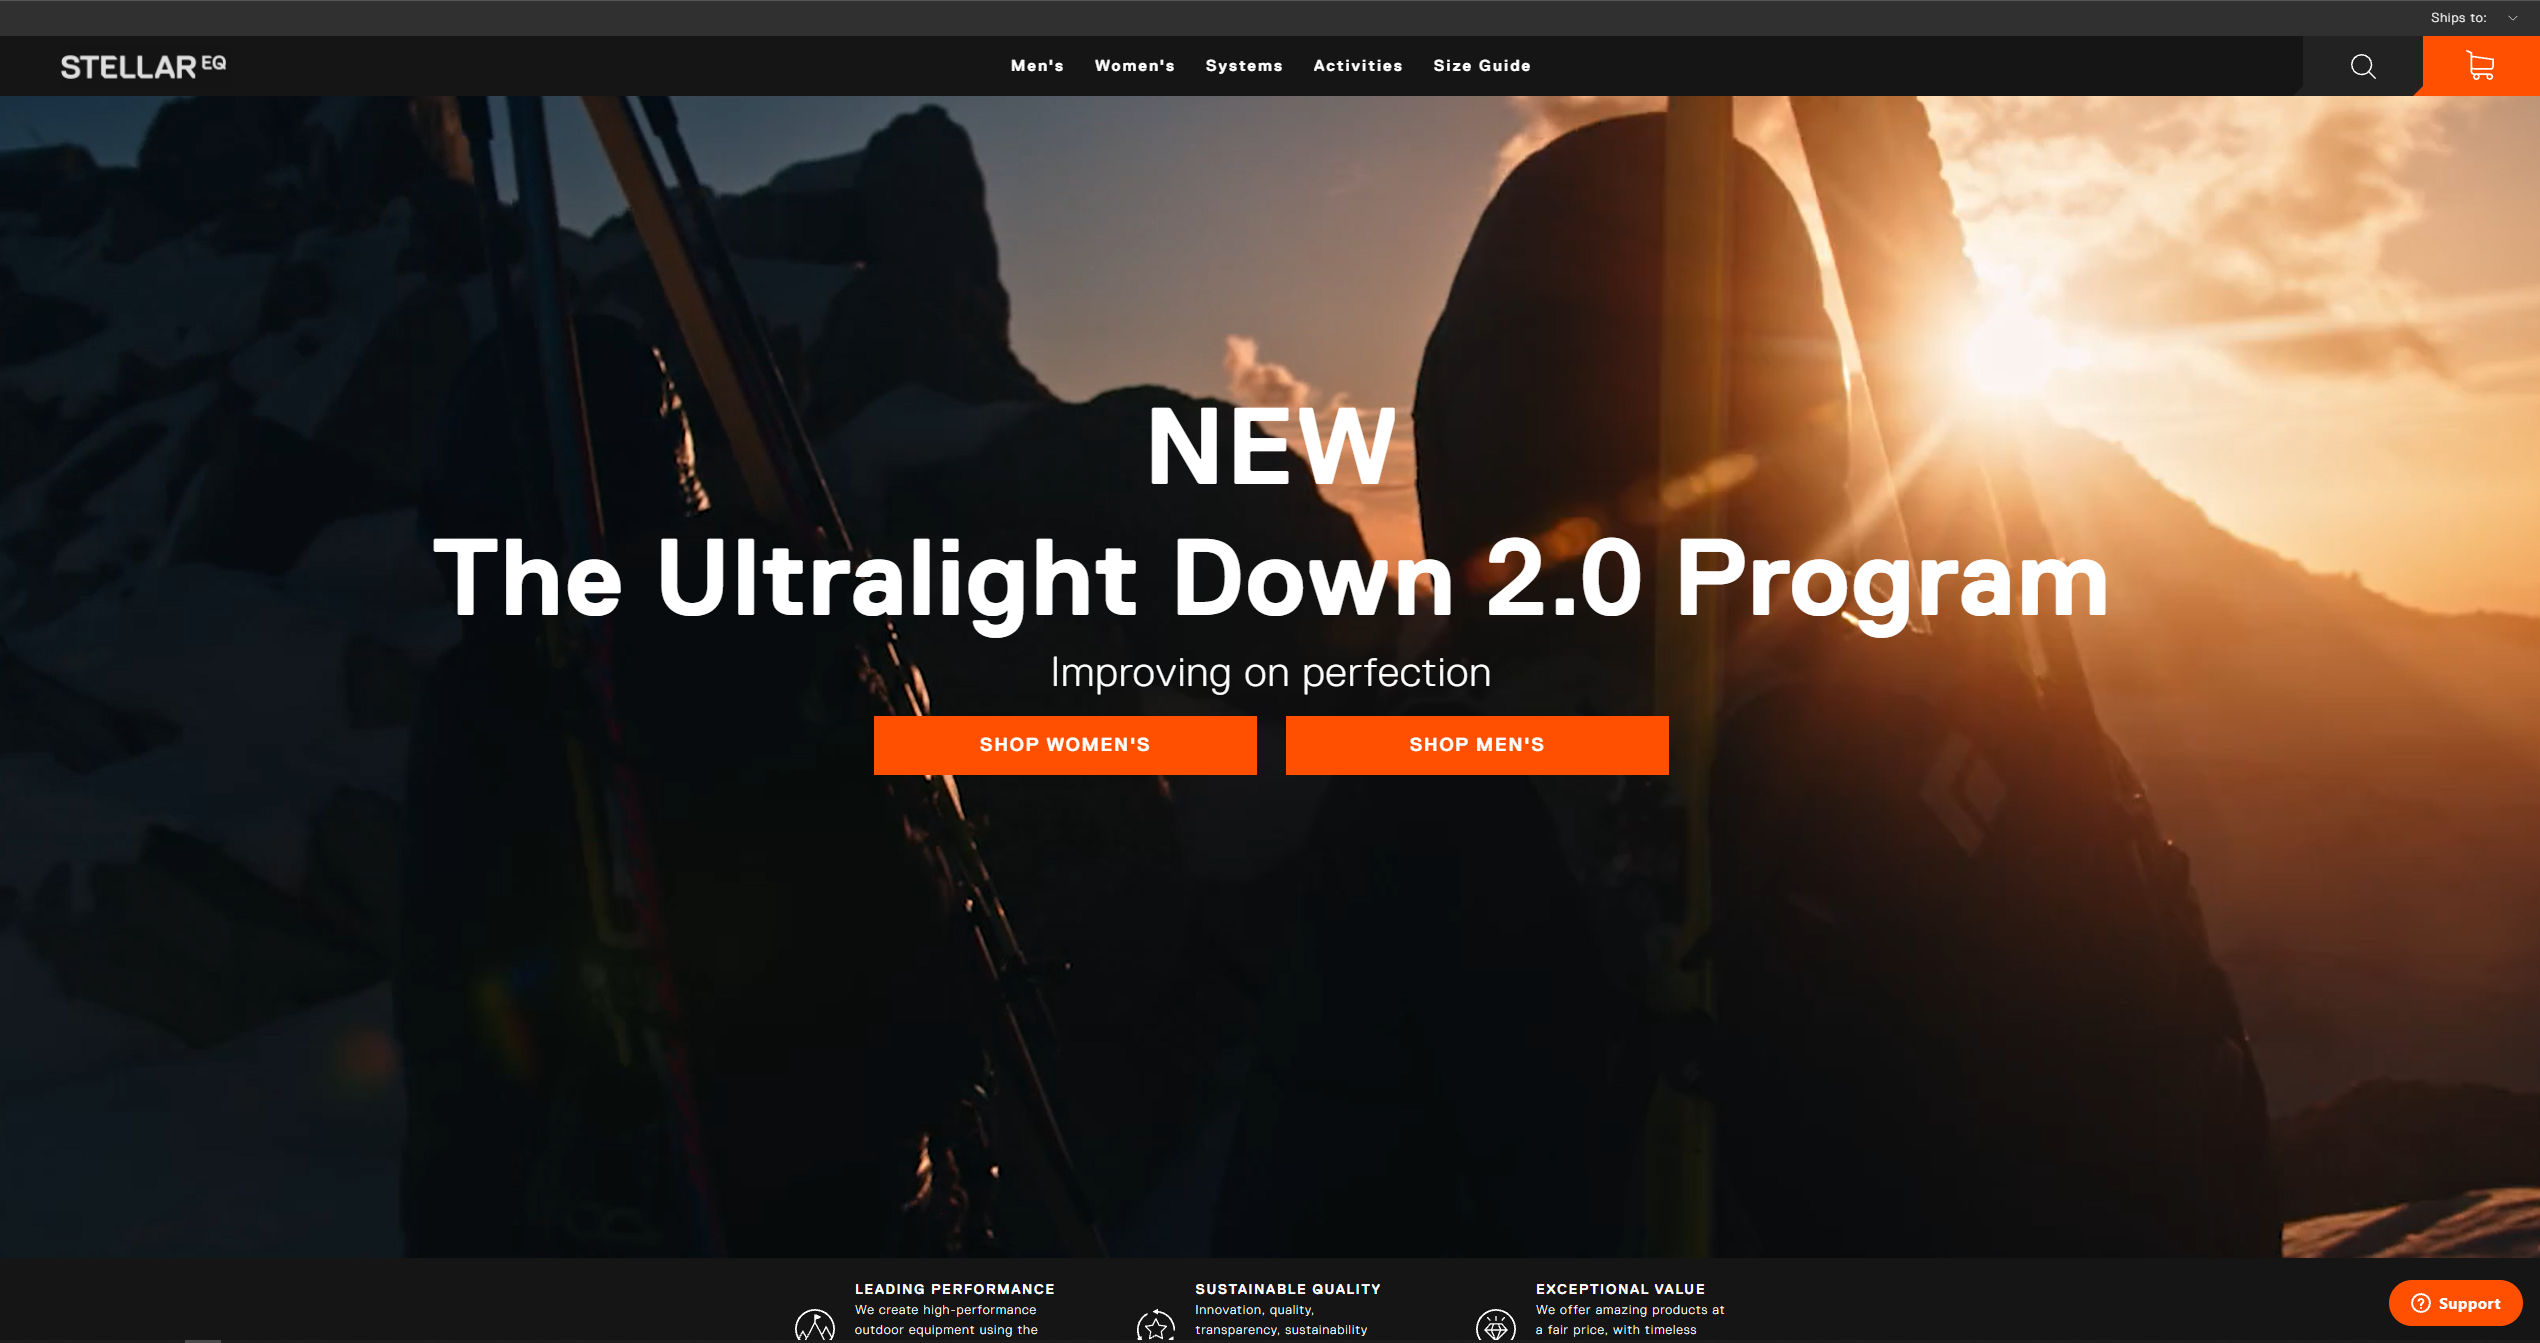 Ships to:
STELLAR EQ
Men's Women's Systems Activities Size Guide
NEW
The Ultralight Down 2.0 Program
Improving on perfection
SHOP WOMEN'S
SHOP MEN'S
LEADING PERFORMANCE
We create high-performance
outdoor equipment using the
SUSTAINABLE QUALITY
Innovation, quality,
transparency, sustainability
EXCEPTIONAL VALUE
We offer amazing products at
a fair price, with timeless
Support